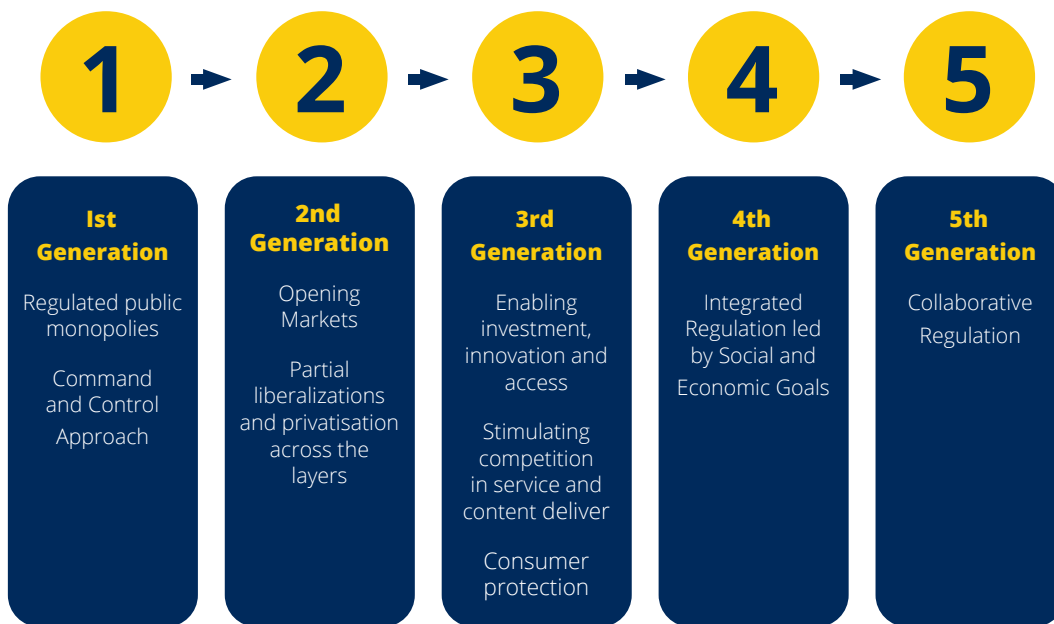 1
2
3
4
5
Ist
Generation
Regulated public
monopolies
Command
and Control
Approach
2nd
Generation
Opening
Markets
Partial
liberalizations
and privatisation
across the
layers
3rd
Generation
Enabling
investment,
innovation and
access
Stimulating
competition
in service and
content deliver
Consumer
protection
4th
Generation
Integrated
Regulation led
by Social and
Economic Goals
5th
Generation
Collaborative
Regulation